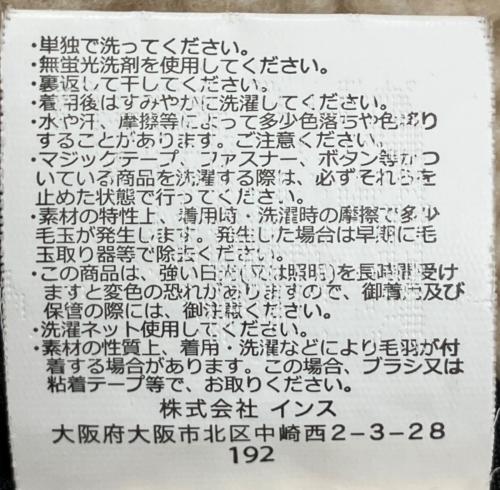 ・単独で洗ってください。
・無蛍光洗剤を使用してください。
・裏返して干してください。
・着用後はすみやかに洗濯してください。
・水や汗、摩擦等によって多少色落ちや色移り
することがあります。ご注意ください。
・マジックテープ、ファスナー、ボタン等がつ
いている商品を洗濯する際は、必ずそれらを
止めた状態で行ってください。
・素材の特性上、着用時・洗濯時の摩擦で多少
毛玉が発生します。発生した場合は早期に毛
玉取り器等で除去ください。
・この商品は、強い日光(又は照明)を長時間受け
ますと変色の恐れがありますので、御着用及び
保管の際には、御注意ください。
・洗濯ネット使用してください。
・素材の性質上、着用・洗濯などにより毛羽が付
着する場合があります。この場合、ブラシ又は
粘着テープ等で、お取りください。
株式会社 インス
大阪府大阪市北区中崎西2-3-28
192